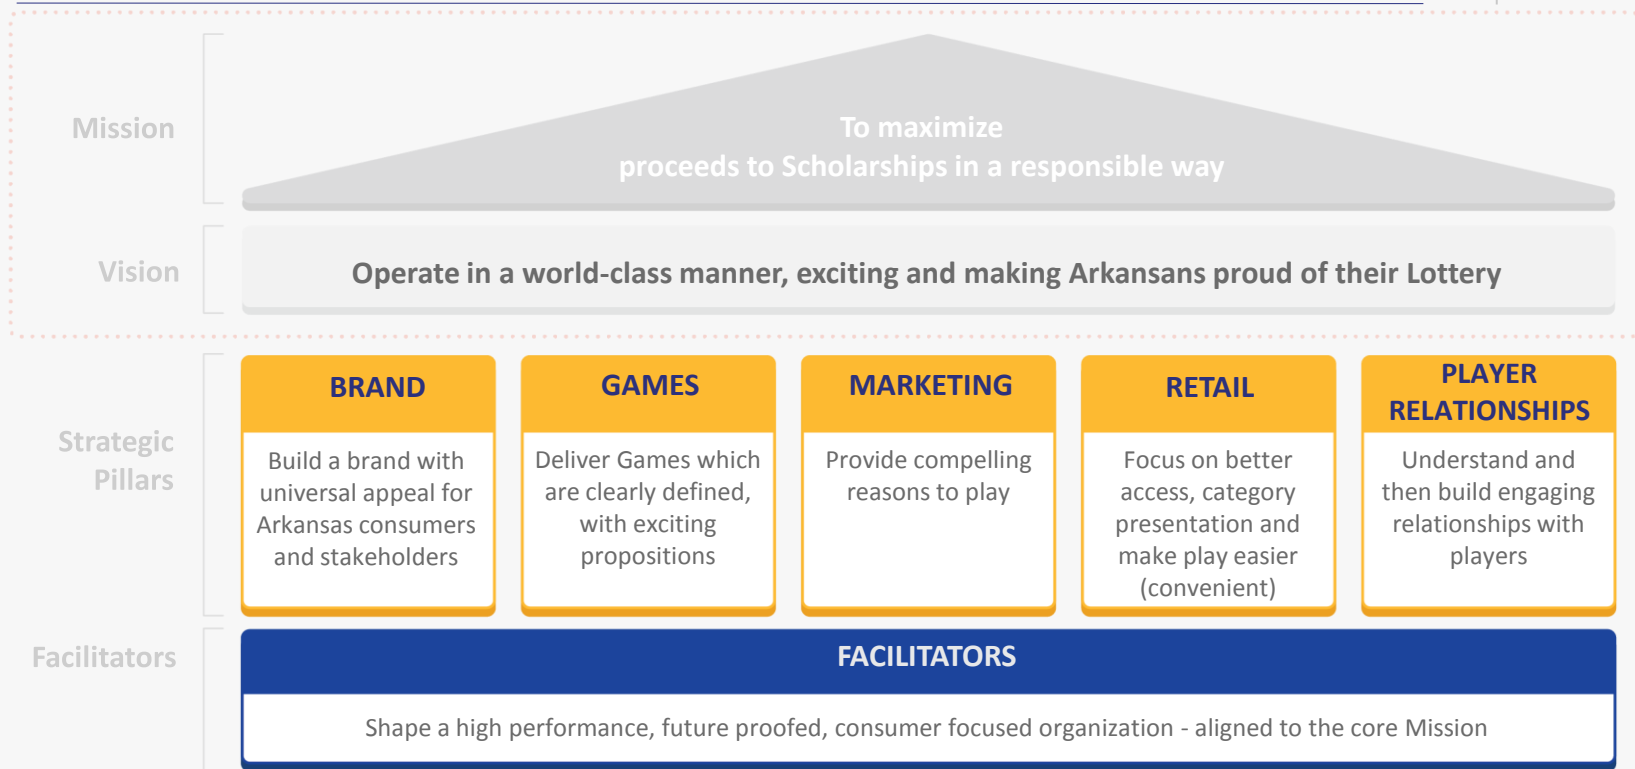 Mission
To maximize
proceeds to Scholarships in a responsible way
Vision
Operate in a world-class manner, exciting and making Arkansans proud of their Lottery
Strategic
Pillars
BRAND
Build a brand with
universal appeal for
Arkansas consumers
and stakeholders
GAMES
Deliver Games which
are clearly defined,
with exciting
propositions
MARKETING
Provide compelling
reasons to play
RETAIL
Focus on better
access, category
presentation and
make play easier
(convenient)
PLAYER
RELATIONSHIPS
Understand and
then build engaging
relationships with
players
Facilitators
FACILITATORS
Shape a high performance, future proofed, consumer focused organization - aligned to the core Mission